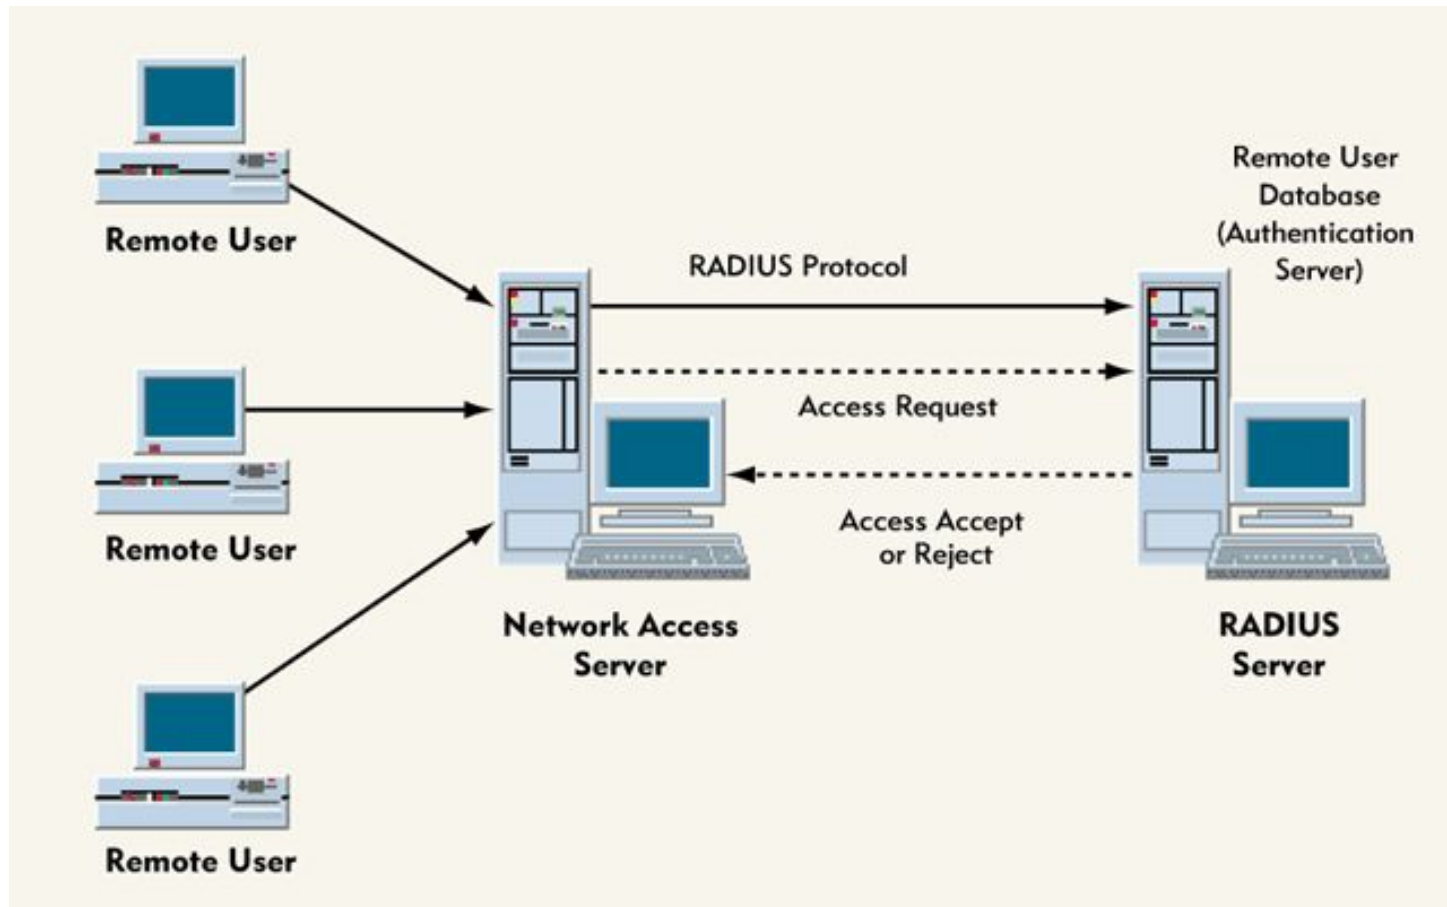 Remote User
Remote User
Remote User
RADIUS Protocol
Access Request
Access Accept
or Reject
Network Access
Server
Remote User
Database
(Authentication
Server)
RADIUS
Server